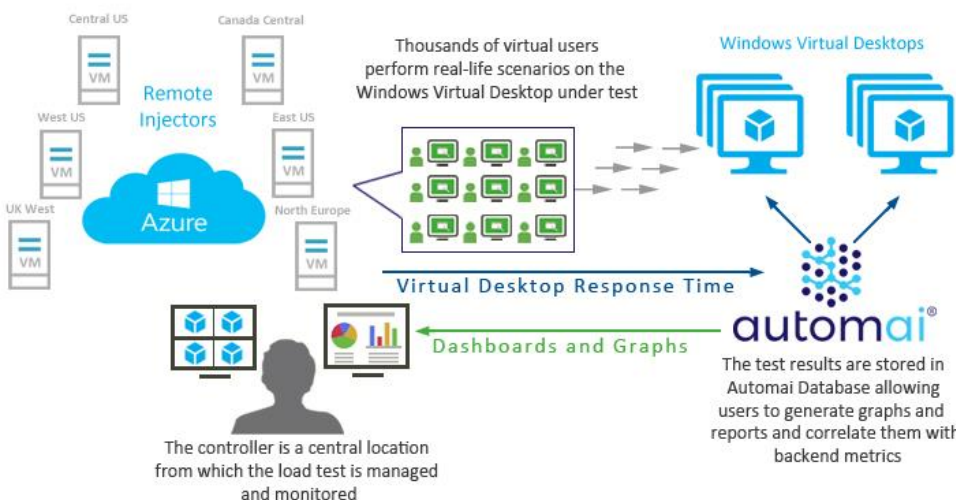 Central US
Canada Central
VM
VM
Remote
Injectors
West US
East US
VM
VM
UK West
North Europe
VM
VM
Azure
Thousands of virtual users
perform real-life scenarios on the
Windows Virtual Desktop under test
Windows Virtual Desktops
Virtual Desktop Response Time
Dashboards and Graphs
automai®
The test results are stored in
Automai Database allowing
users to generate graphs and
reports and correlate them with
backend metrics
The controller is a central location
from which the load test is managed
and monitored